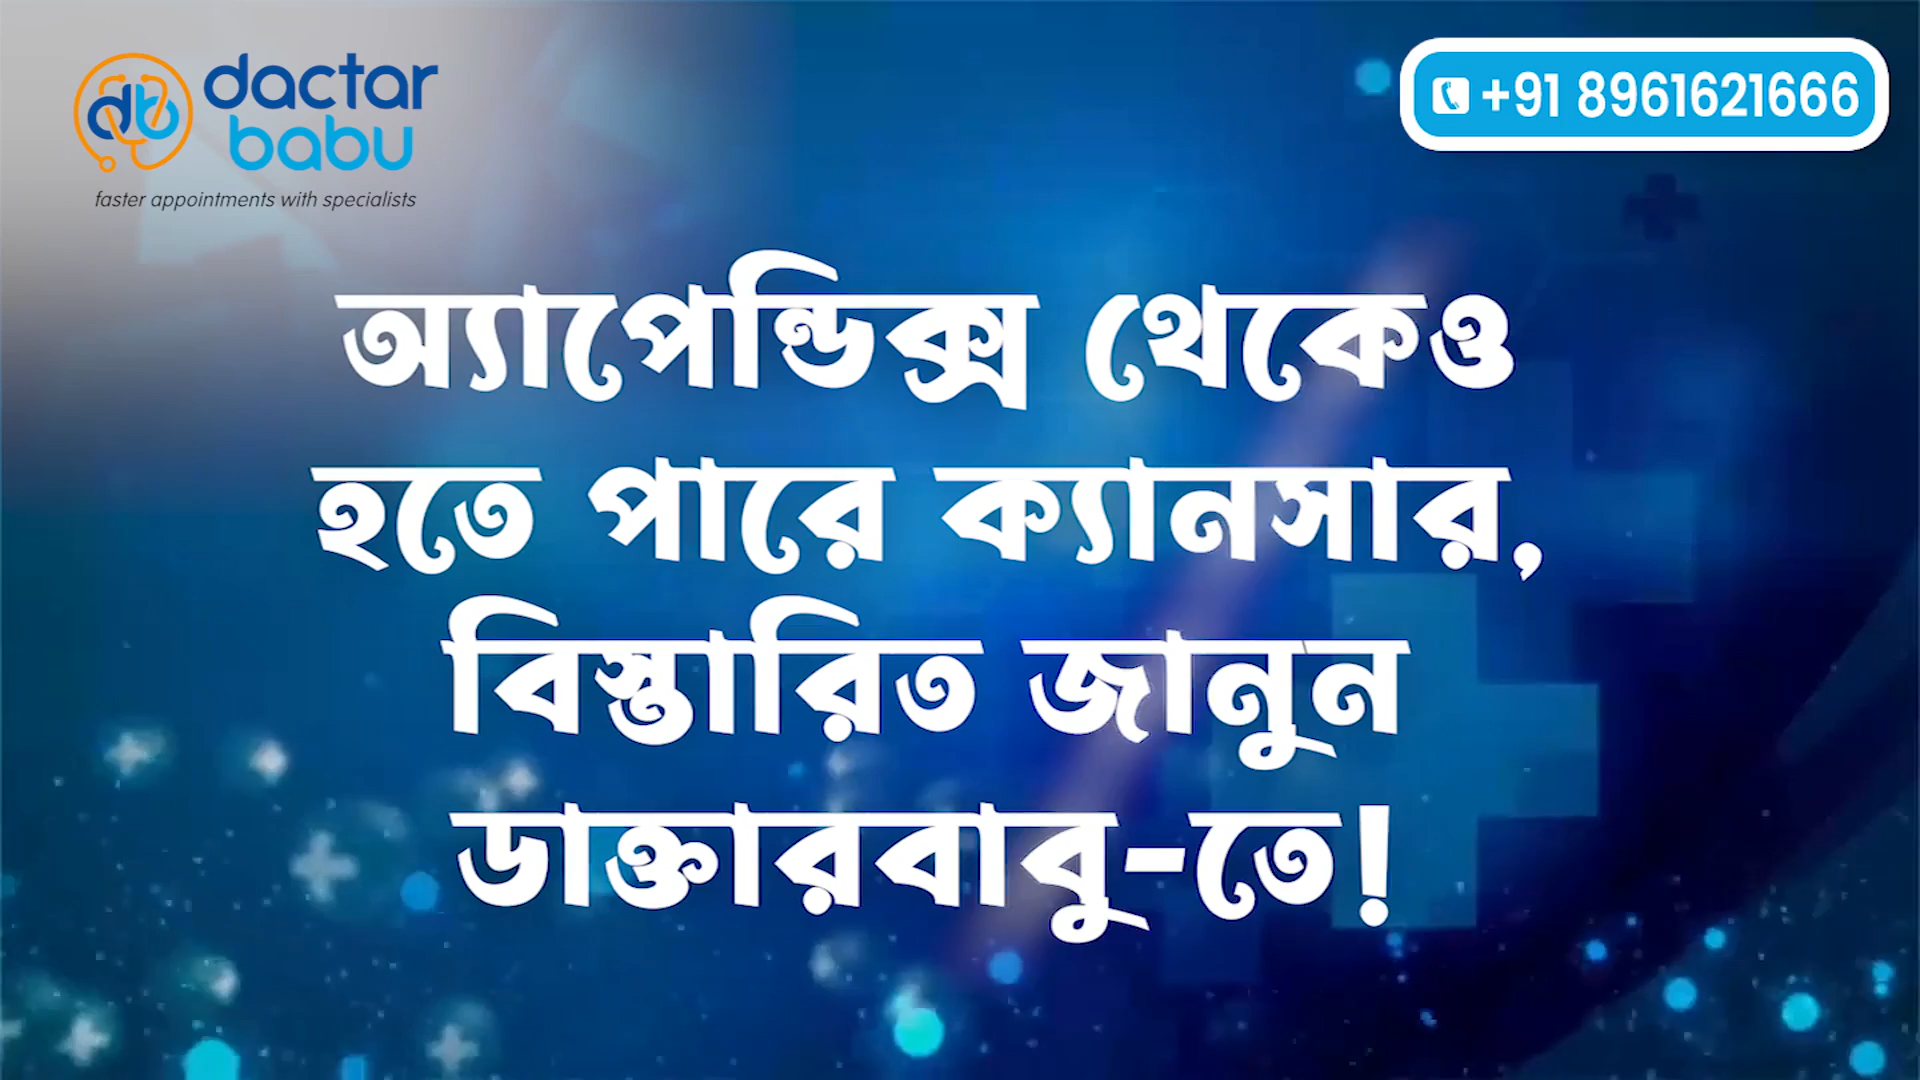 dactar
babu
faster appointments with specialists
+91 8961621666
অ্যাপেন্ডিক্স থেকেও
হতে পারে ক্যানসার,
বিস্তারিত জানুন
ডাক্তারবাবু-তে!